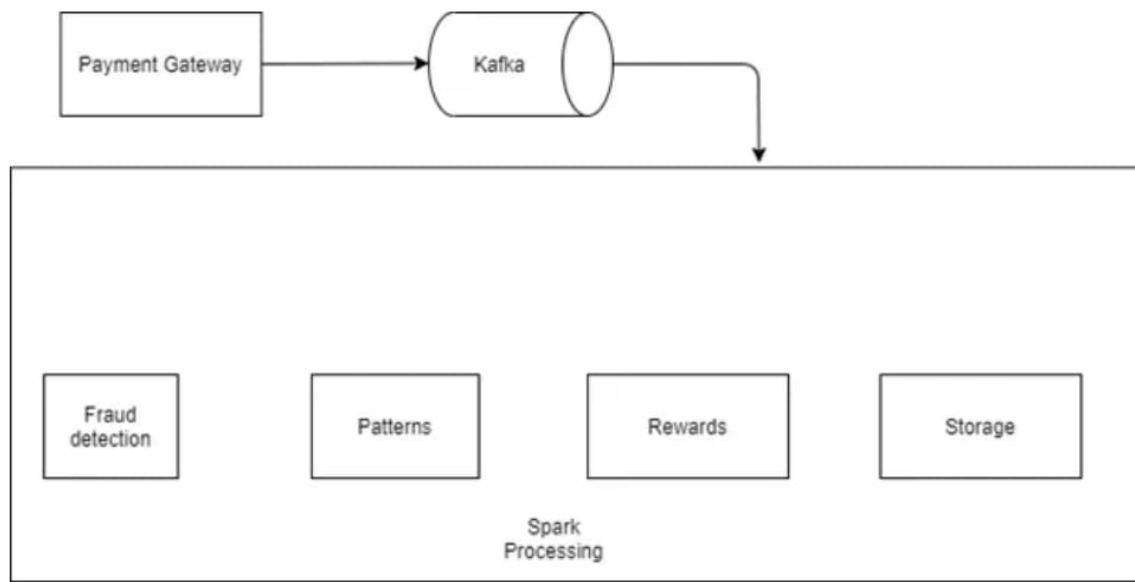 Payment Gateway
Kafka
Fraud
detection
Patterns
Rewards
Storage
Spark
Processing